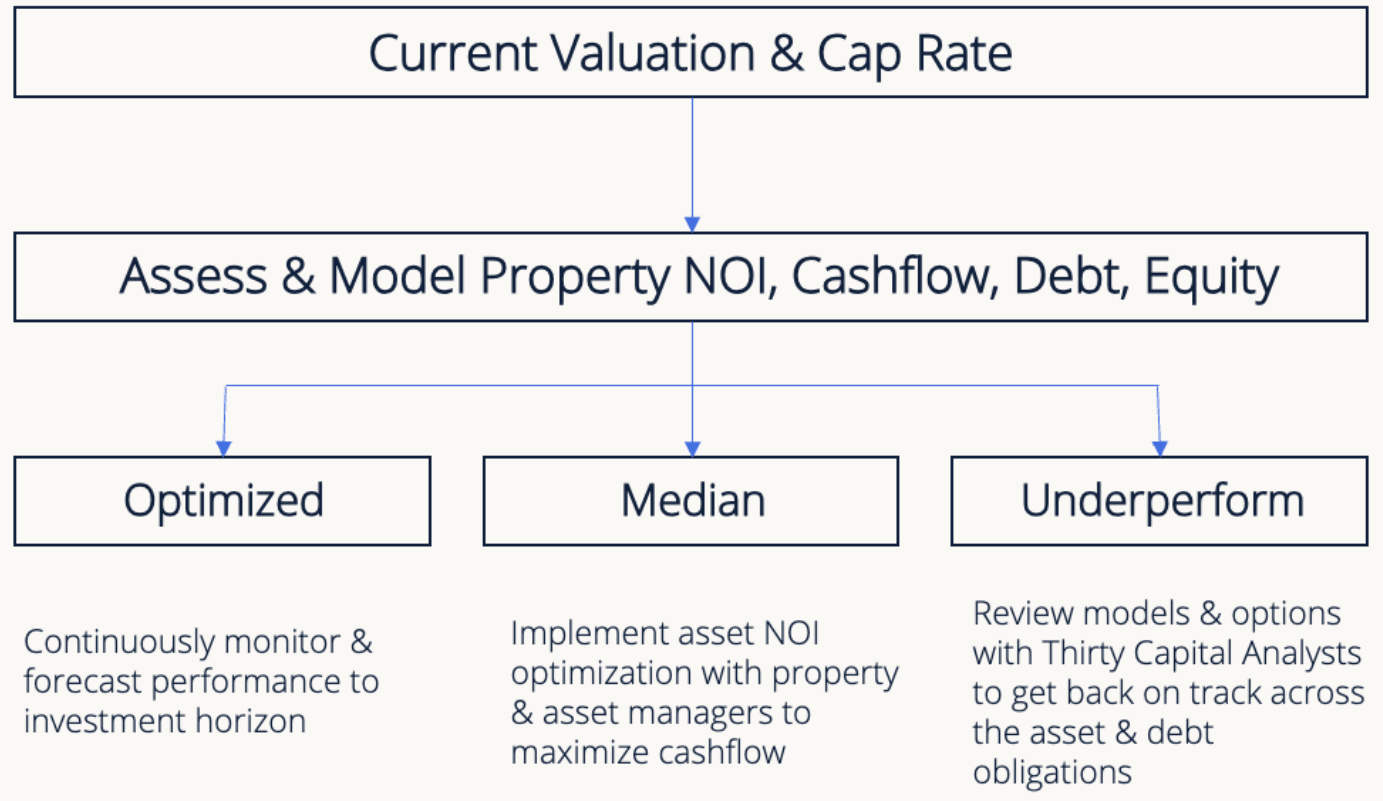 Current Valuation & Cap Rate
Assess & Model Property NOI, Cashflow, Debt, Equity
Optimized
Median
Underperform
Continuously monitor &
forecast performance to
investment horizon
Implement asset NOI
optimization with property
& asset managers to
maximize cashflow
Review models & options
with Thirty Capital Analysts
to get back on track across
the asset & debt
obligations